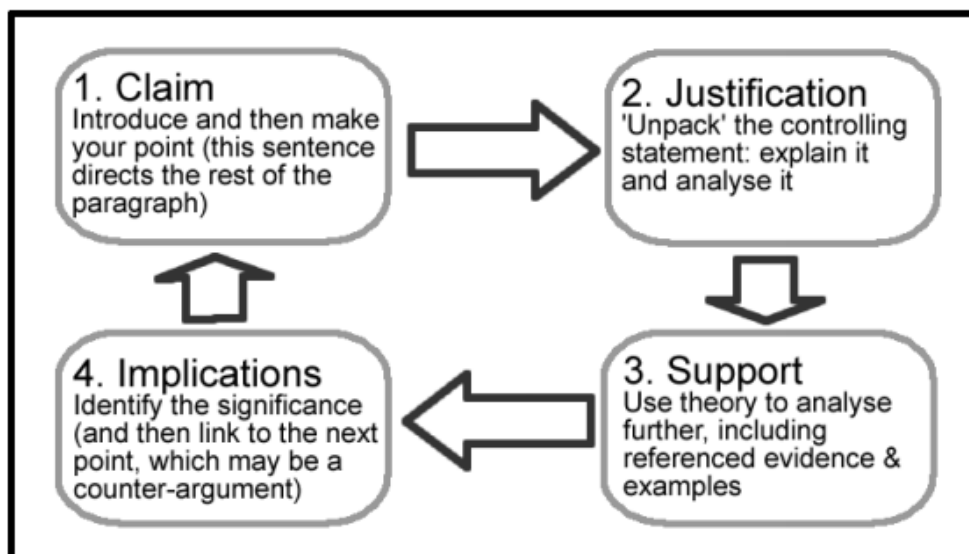 1. Claim
Introduce and then make
your point (this sentence
directs the rest of the
paragraph)
2. Justification
'Unpack' the controlling
statement: explain it
and analyse it
3. Support
Use theory to analyse
further, including
referenced evidence &
examples
4. Implications
Identify the significance
(and then link to the next
point, which may be a
counter-argument)